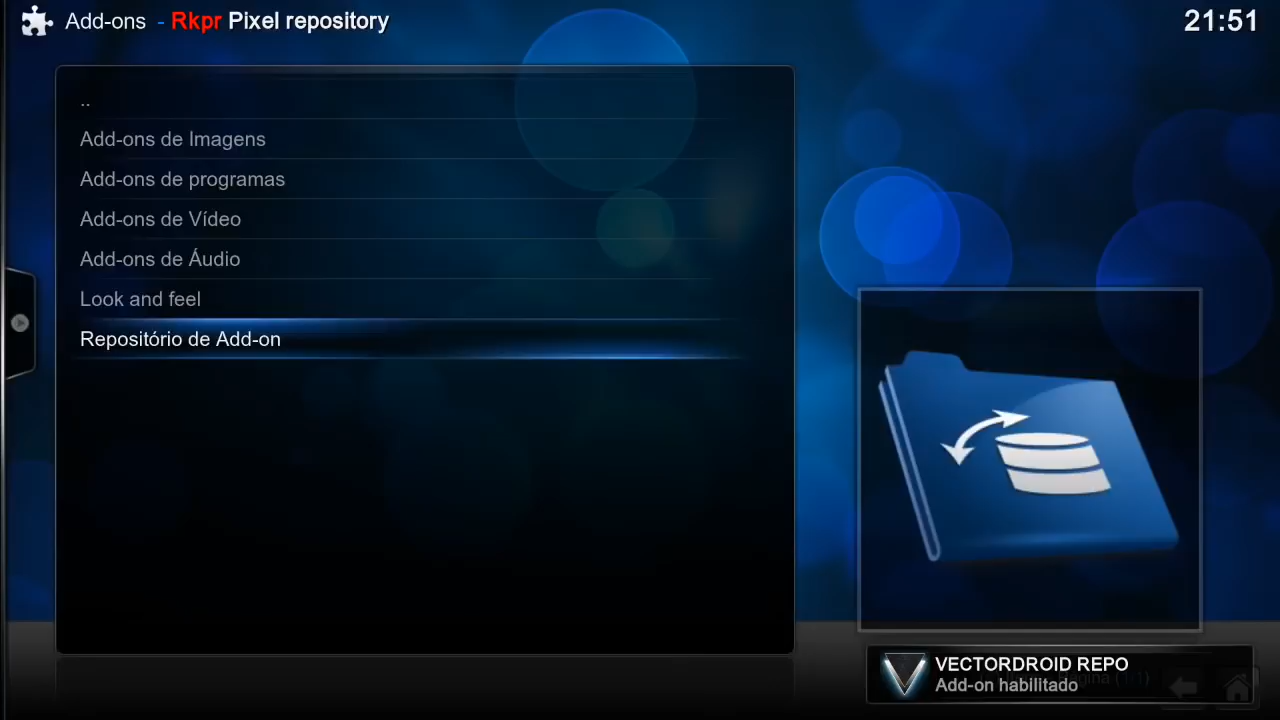 Add-ons - Rkpr Pixel repository
21:51
..
Add-ons de Imagens
Add-ons de programas
Add-ons de Vídeo
Add-ons de Áudio
Look and feel
Repositório de Add-on
VECTORDROID REPO
Add-on habilitado